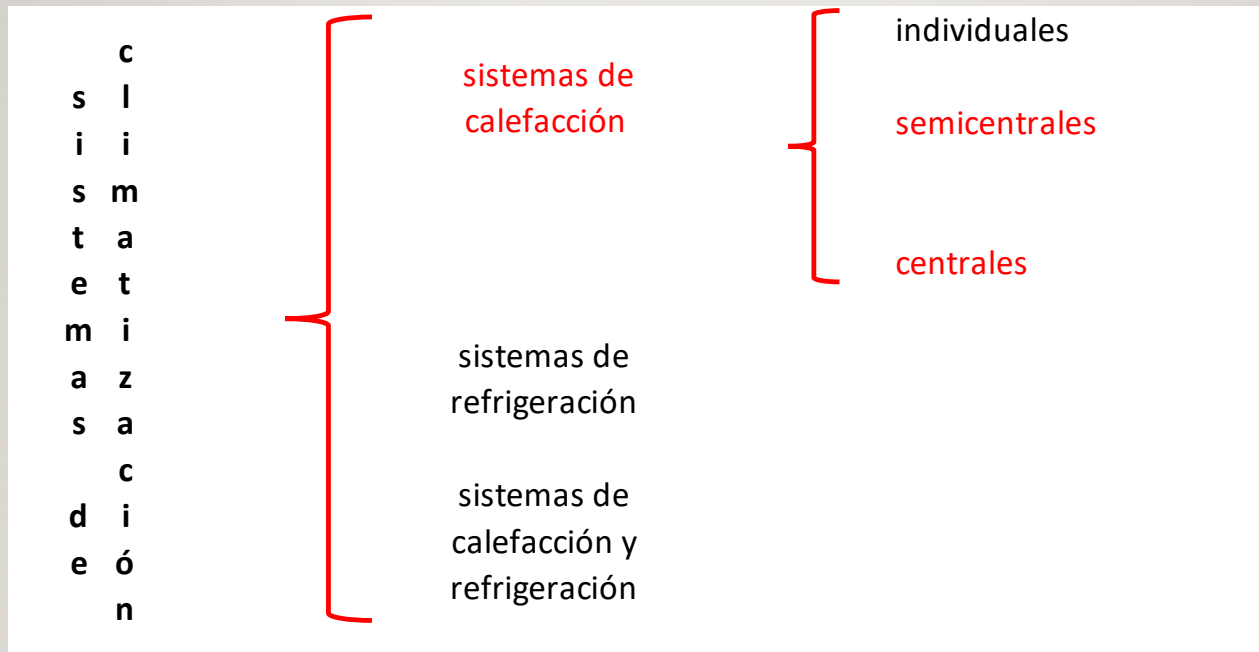 sistemas de
climatización
sistemas de
calefacción
individuales
semicentrales
centrales
sistemas de
refrigeración
sistemas de
calefacción y
refrigeración